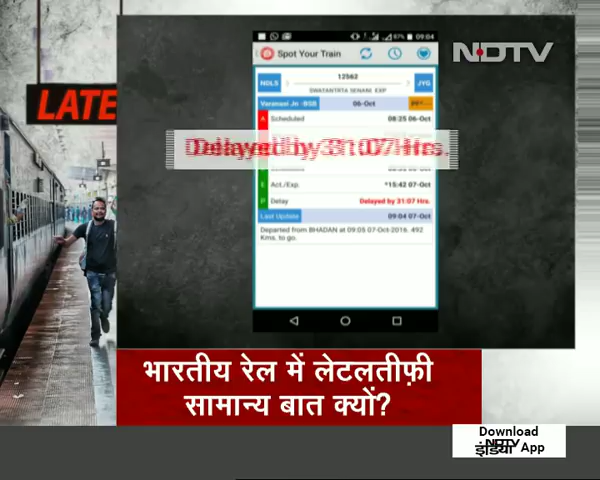 NDTV
LATE
09:04
Spot Your Train
NDLS
12562
JYG
SWATANTRTA SENANI EXP
Varanasi Jn -BSB
06-Oct
A Scheduled
08:25 06-Oct
Delayed by 31:07 Hrs.
E Act./Exp.
*15:42 07-Oct
P Delay
Delayed by 31:07 Hrs.
Last Update
09:04 07-Oct
Departed from BHADAN at 09:05 07-Oct-2016. 492
Kms. to go.
भारतीय रेल में लेटलतीफ़ी
सामान्य बात क्यों?
Download
NDTV
इंडिया App